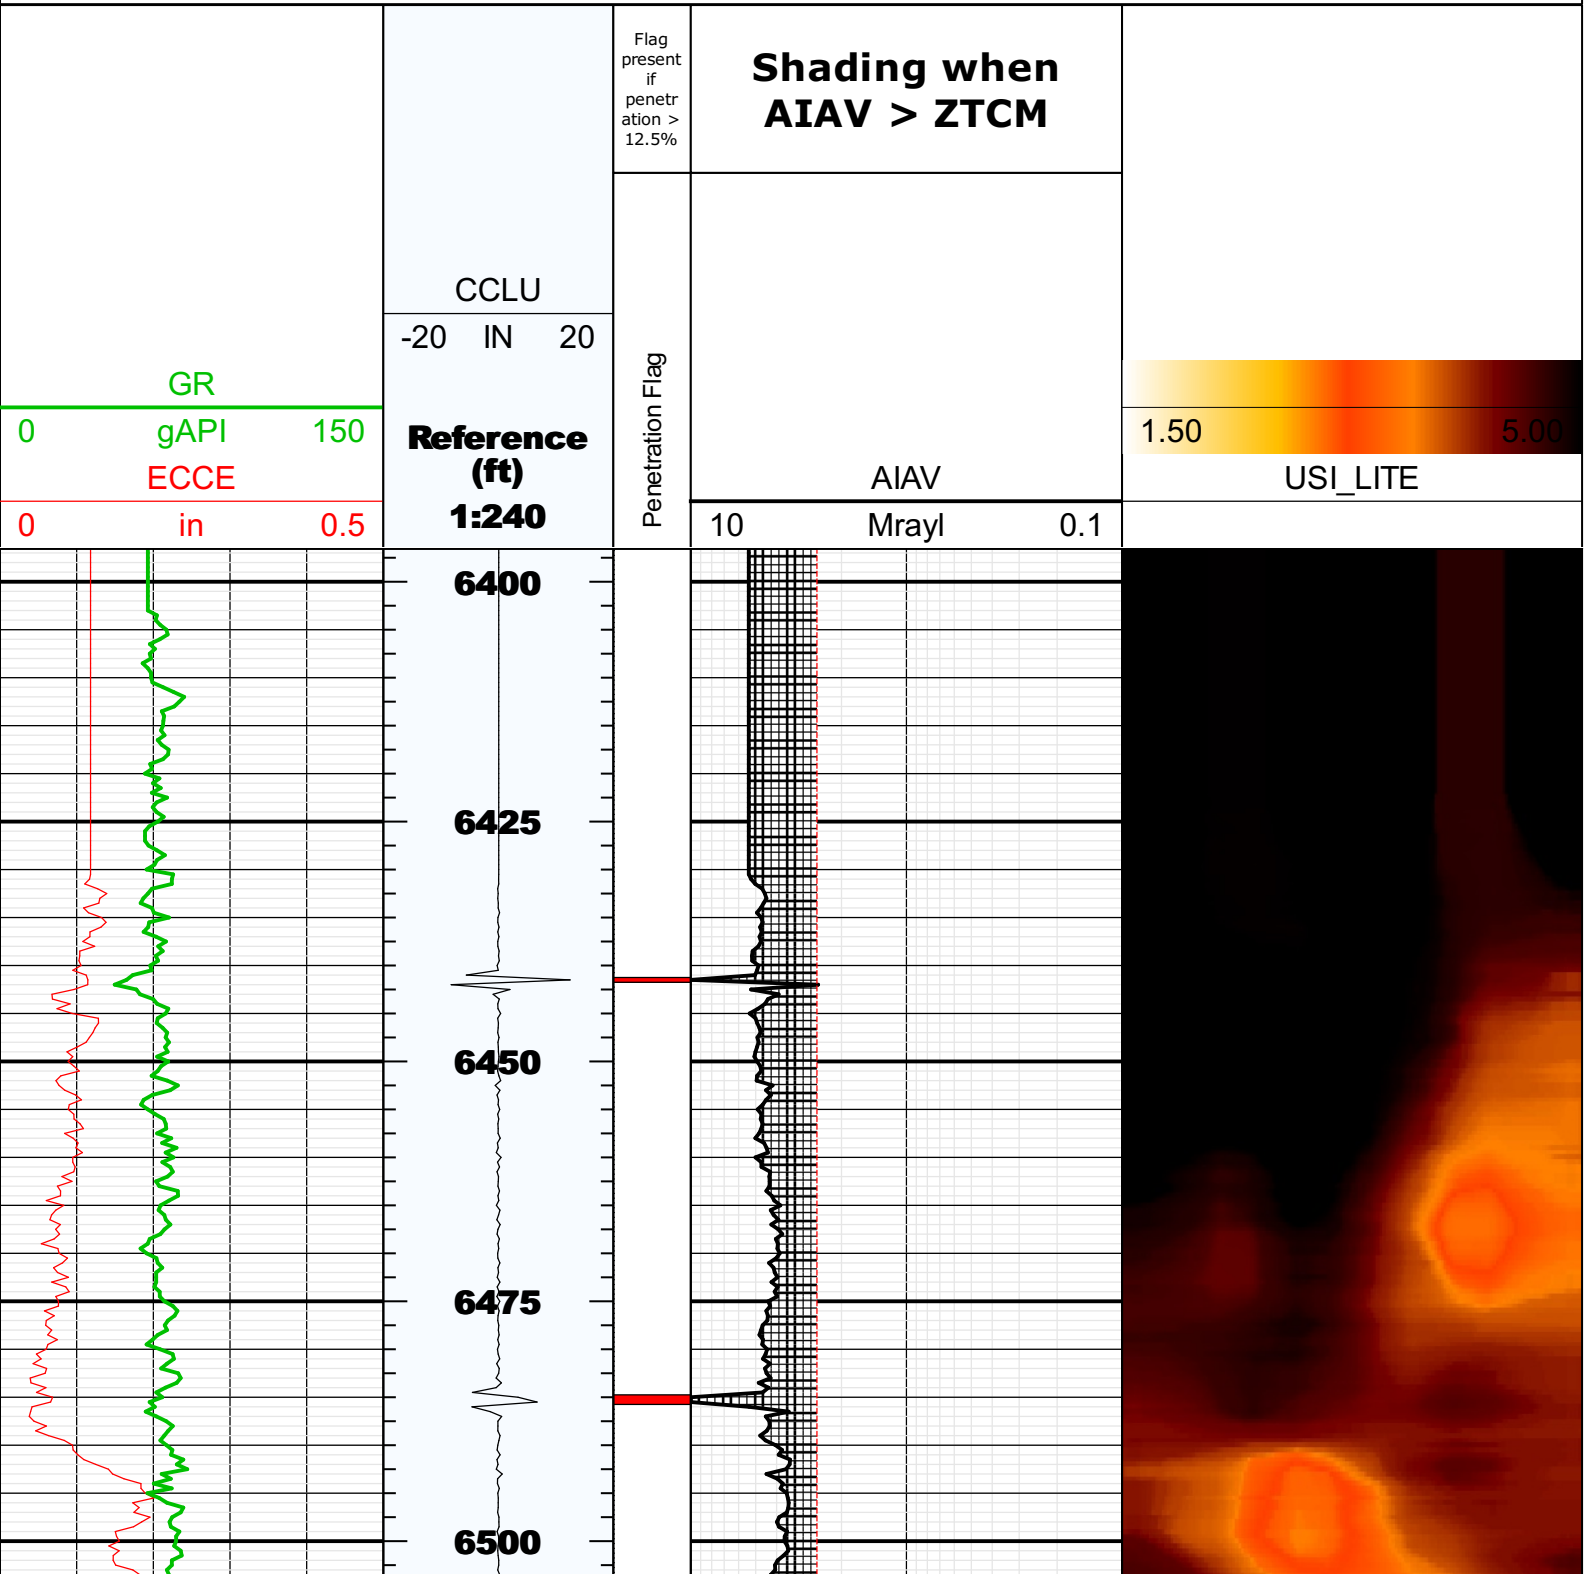 Flag
present
if
penetr
ation >
12.5%
Shading when
AIAV > ZTCM
CCLU
-20 IN 20
GR
0 gAPI 150
ECCE
0 in 0.5
Reference
(ft)
1:240
Penetration Flag
AIAV
10 Mrayl 0.1
1.50 5.00
USI_LITE
6400
6425
6450
6475
6500